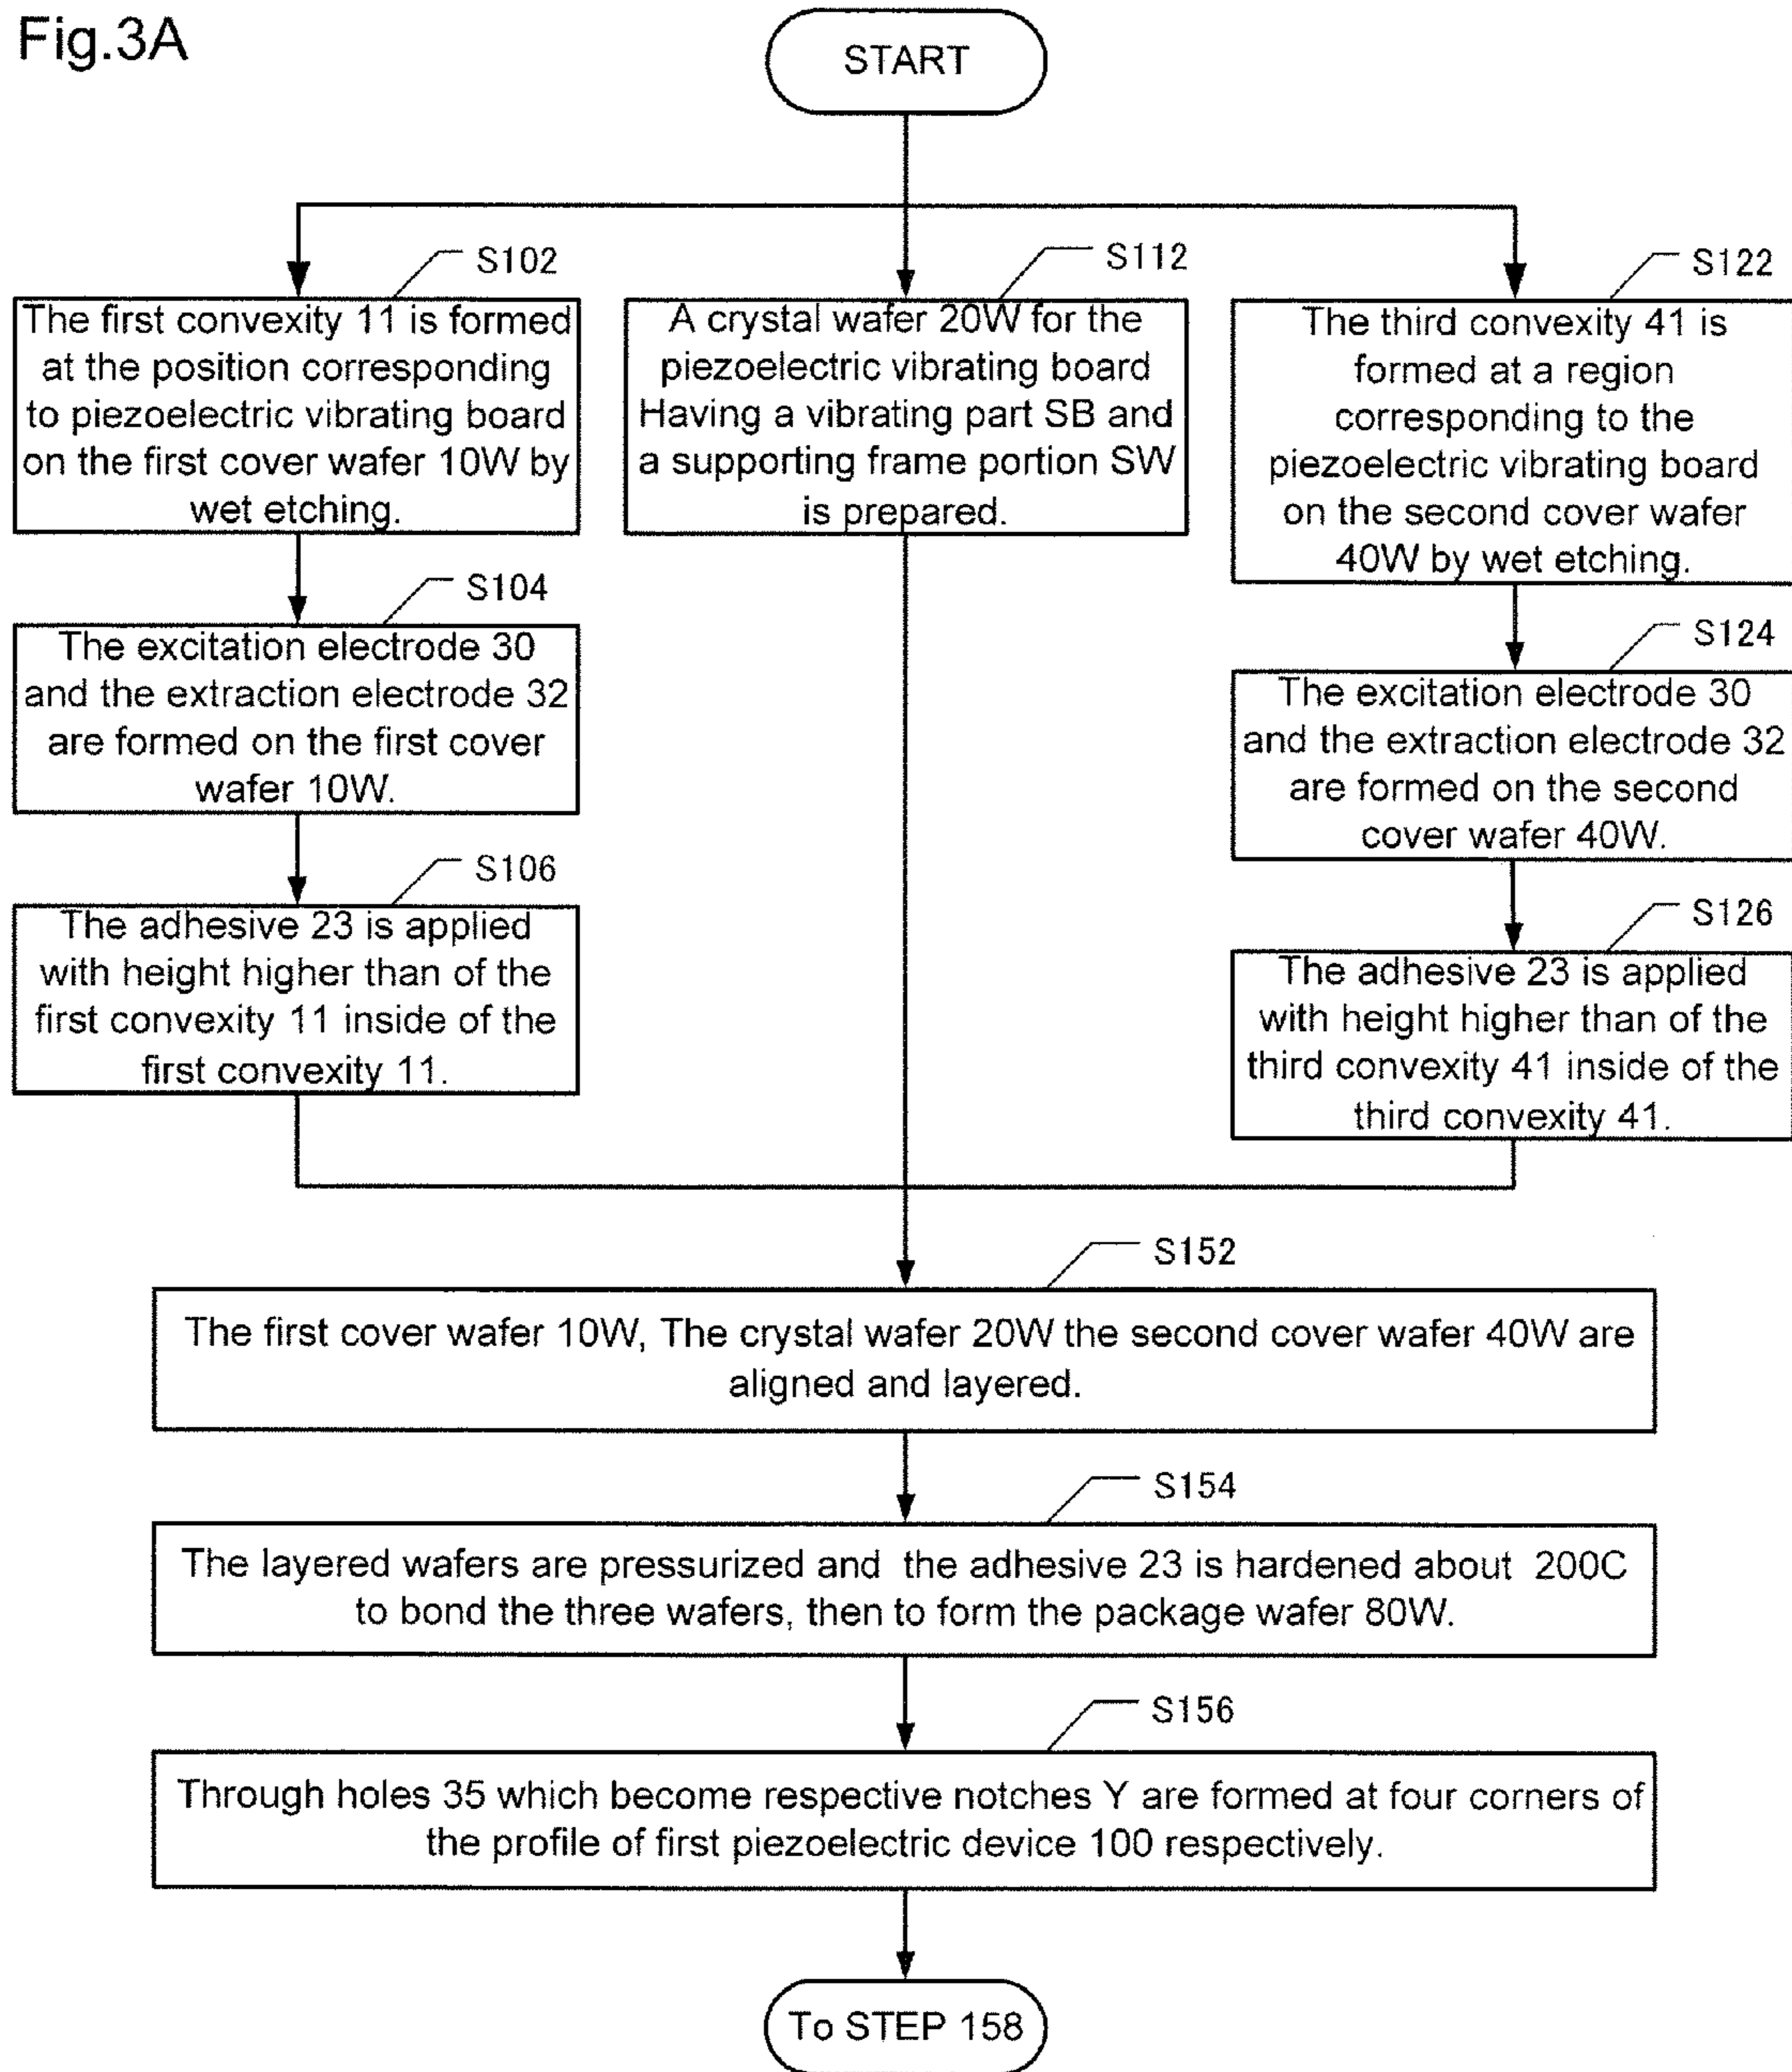 Fig.3A
START
S102
The first convexity 11 is formed
at the position corresponding
to piezoelectric vibrating board
on the first cover wafer 10W by
wet etching.
S104
The excitation electrode 30
and the extraction electrode 32
are formed on the first cover
wafer 10W.
S106
The adhesive 23 is applied
with height higher than of the
first convexity 11 inside of the
first convexity 11.
S112
A crystal wafer 20W for the
piezoelectric vibrating board
Having a vibrating part SB and
a supporting frame portion SW
is prepared.
S122
The third convexity 41 is
formed at a region
corresponding to the
piezoelectric vibrating board
on the second cover wafer
40W by wet etching.
S124
The excitation electrode 30
and the extraction electrode 32
are formed on the second
cover wafer 40W.
S126
The adhesive 23 is applied
with height higher than of the
third convexity 41 inside of the
third convexity 41.
S152
The first cover wafer 10W, The crystal wafer 20W the second cover wafer 40W are
aligned and layered.
S154
The layered wafers are pressurized and the adhesive 23 is hardened about 200C
to bond the three wafers, then to form the package wafer 80W.
S156
Through holes 35 which become respective notches Y are formed at four corners of
the profile of first piezoelectric device 100 respectively.
To STEP 158